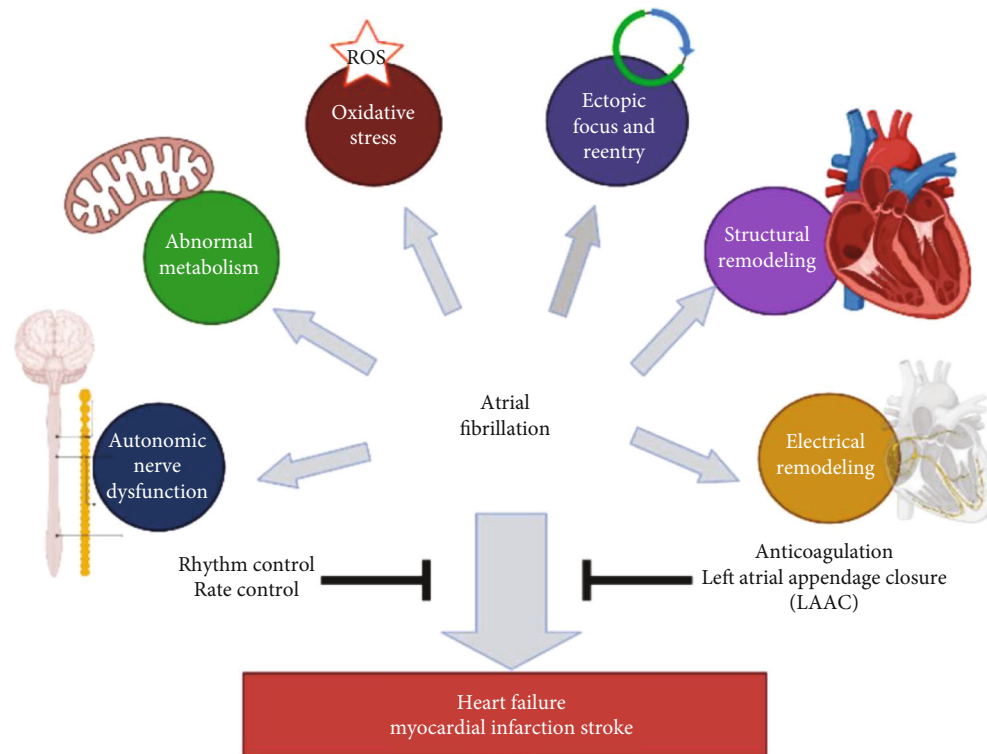 ROS
Oxidative
stress
Ectopic
focus and
reentry
Abnormal
metabolism
Structural
remodeling
Atrial
fibrillation
Autonomic
nerve
dysfunction
Electrical
remodeling
Rhythm control
Rate control
Anticoagulation
Left atrial appendage closure
(LAAC)
Heart failure
myocardial infarction stroke